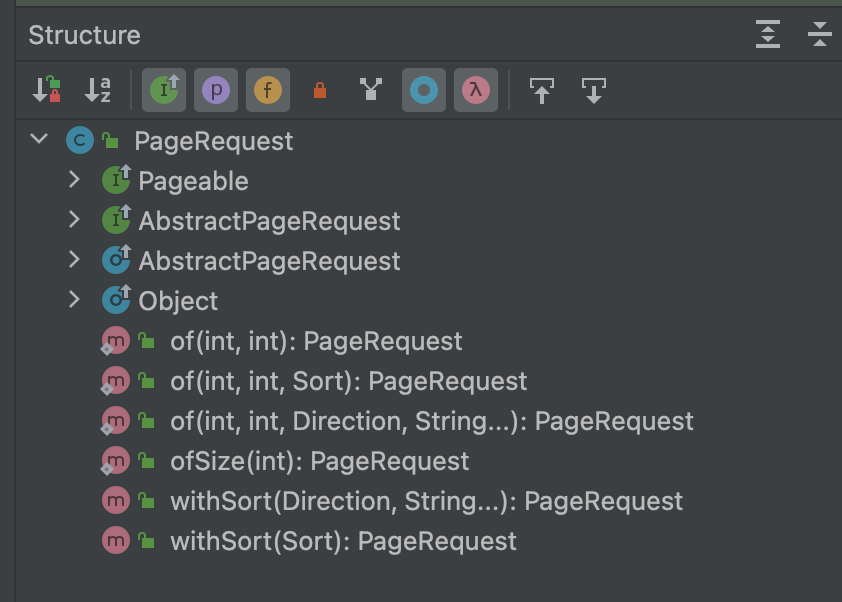 Structure
a
z
I p f λ
C PageRequest
I Pageable
I AbstractPageRequest
O AbstractPageRequest
O Object
m of(int, int): PageRequest
m of(int, int, Sort): PageRequest
m of(int, int, Direction, String...): PageRequest
m ofSize(int): PageRequest
m withSort(Direction, String...): PageRequest
m withSort(Sort): PageRequest